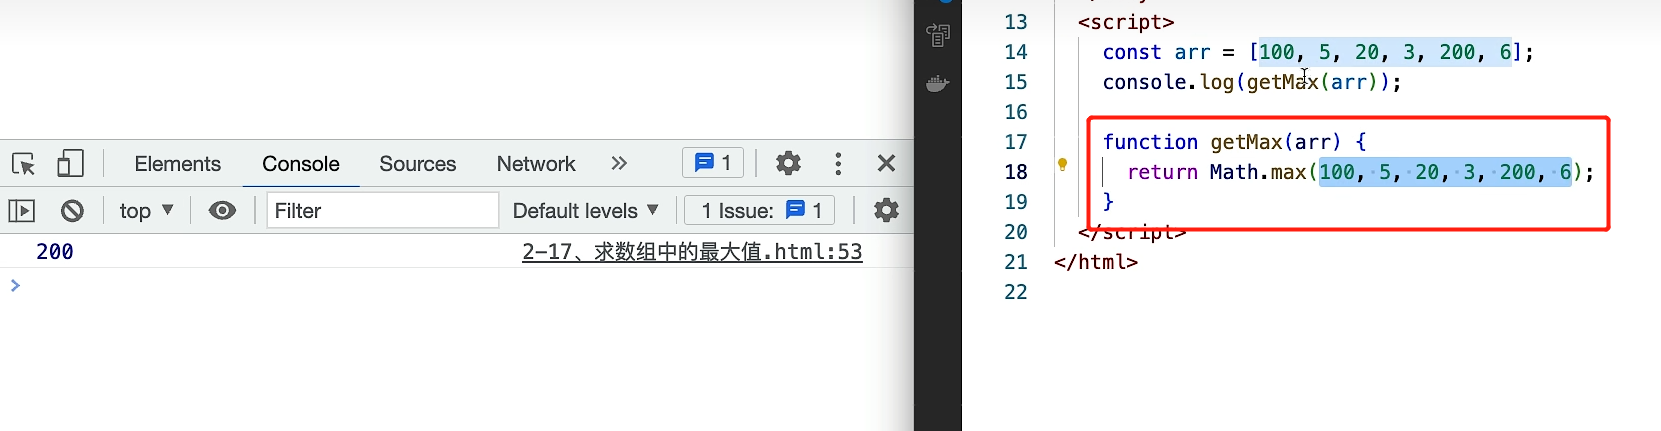 Elements Console Sources Network 1
top Filter Default levels 1 Issue: 1
200 2-17、求数组中的最大值.html:53
>
13 <script>
14 const arr = [100, 5, 20, 3, 200, 6];
15 console.log(getMax(arr));
16
17 function getMax(arr) {
18 return Math.max(100, 5, 20, 3, 200, 6);
19 }
20 </script>
21 </html>
22